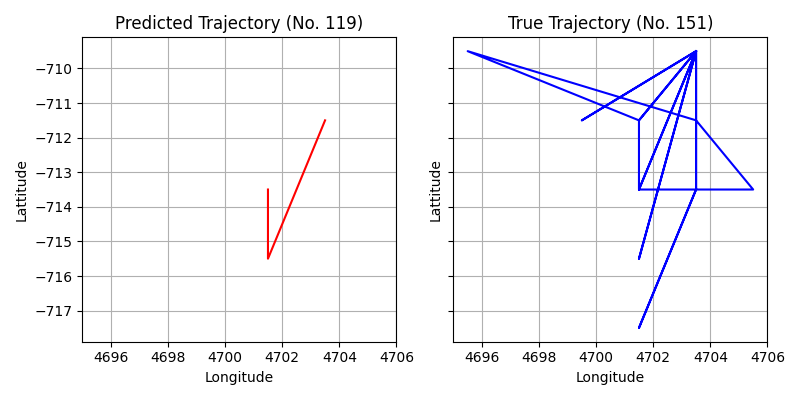 Predicted Trajectory (No. 119)
−710
−711
−712
−713
−714
−715
−716
−717
Lattitude
4696 4698 4700 4702 4704 4706
Longitude
True Trajectory (No. 151)
Lattitude
4696 4698 4700 4702 4704 4706
Longitude